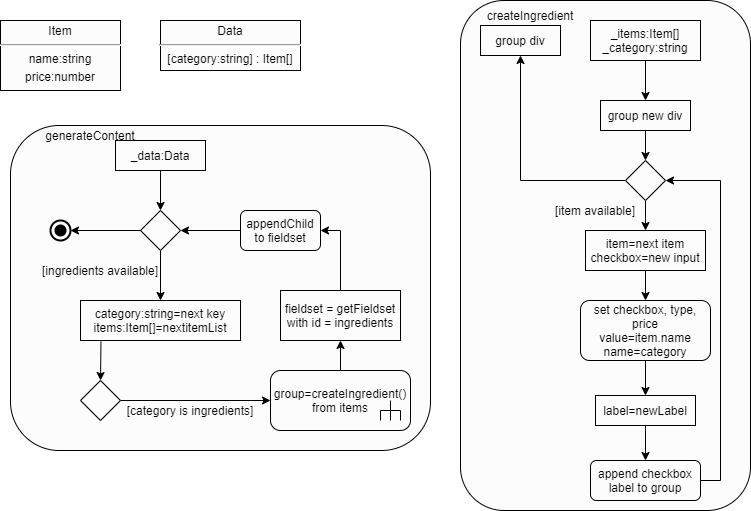 Item
name:string
price:number
Data
[category:string] : Item[]
generateContent
_data:Data
appendChild
to fieldset
[ingredients available]
category:string=next key
items:Item[]=nextitemList
fieldset = getFieldset
with id = ingredients
[category is ingredients]
group=createIngredient()
from items
createIngredient
group div
_items:Item[]
_category:string
group new div
[item available]
item=next item
checkbox=new input
set checkbox, type,
price
value=item.name
name=category
label=newLabel
append checkbox
label to group